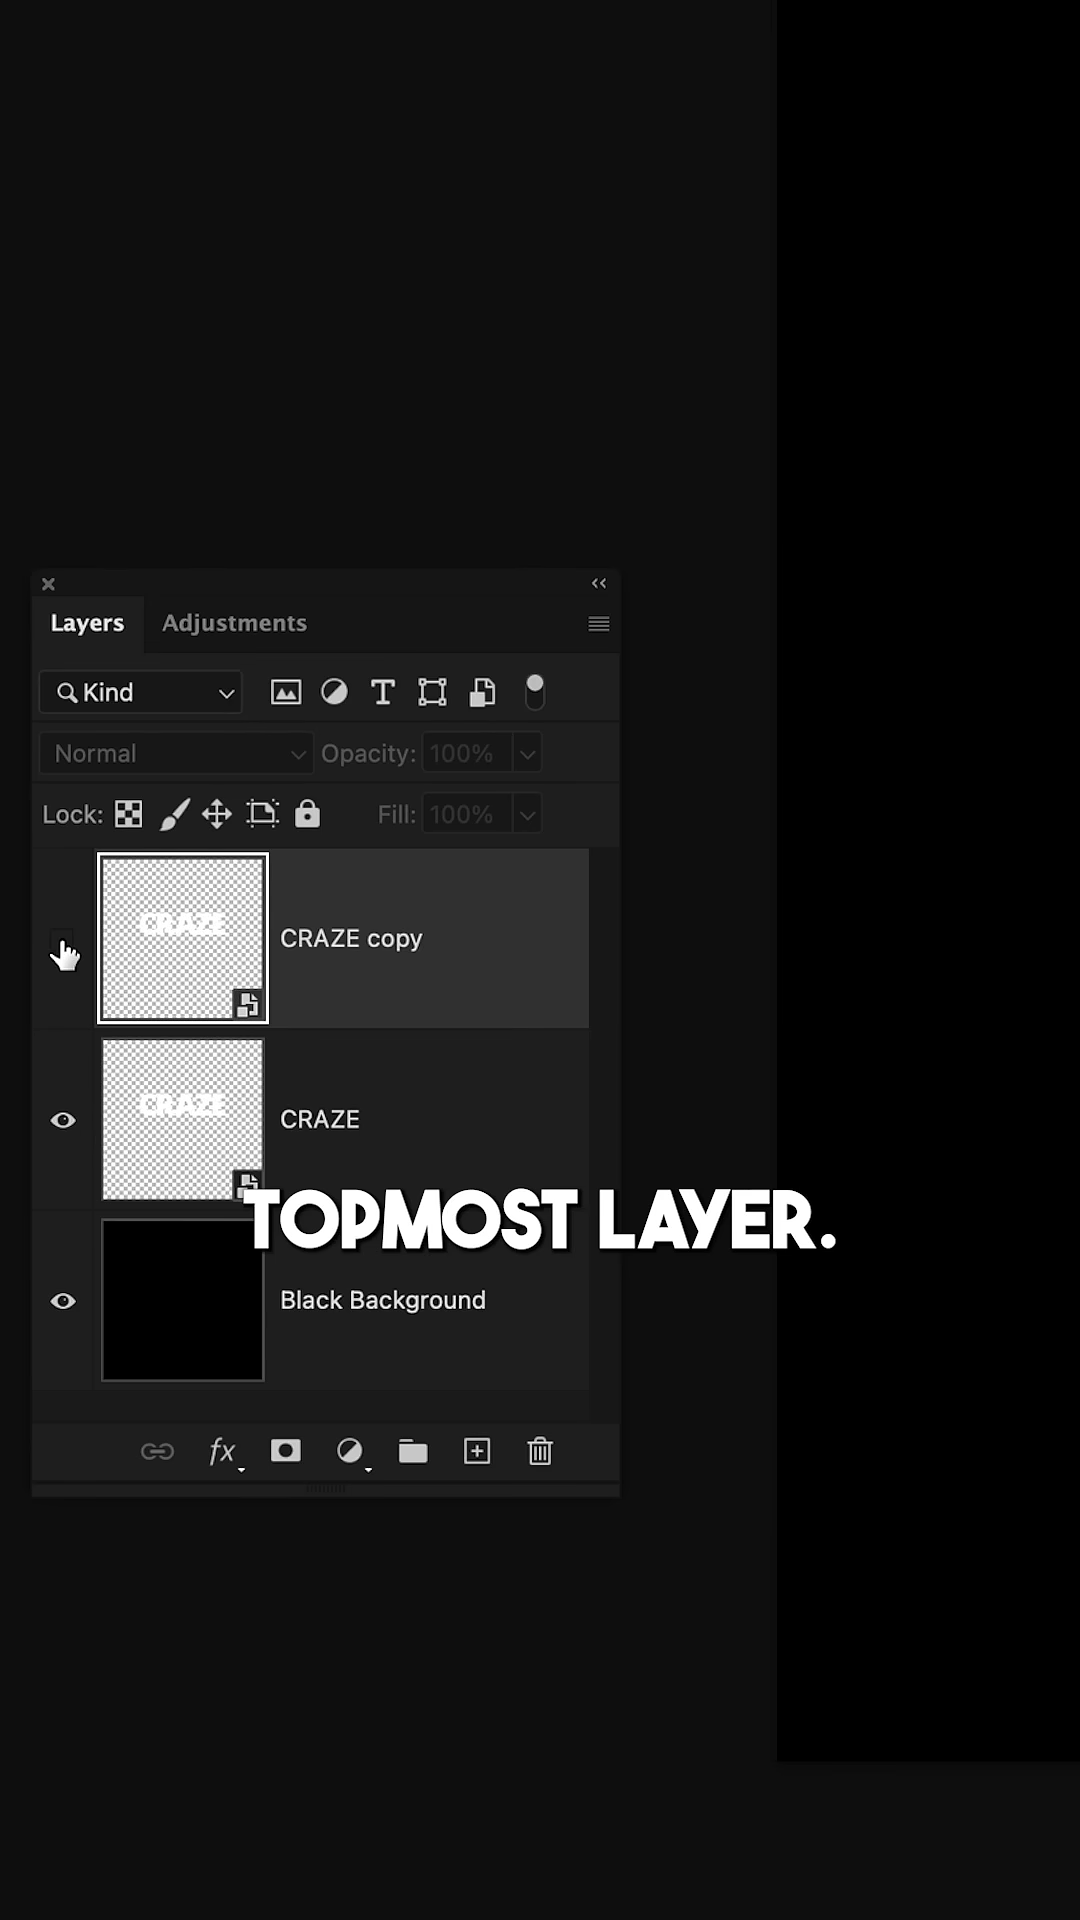 Layers Adjustments
Kind
Normal Opacity: 100%
Lock: Fill: 100%
CRAZE
CRAZE copy
CRAZE
CRAZE
TOPMOST LAYER.
Black Background
fx